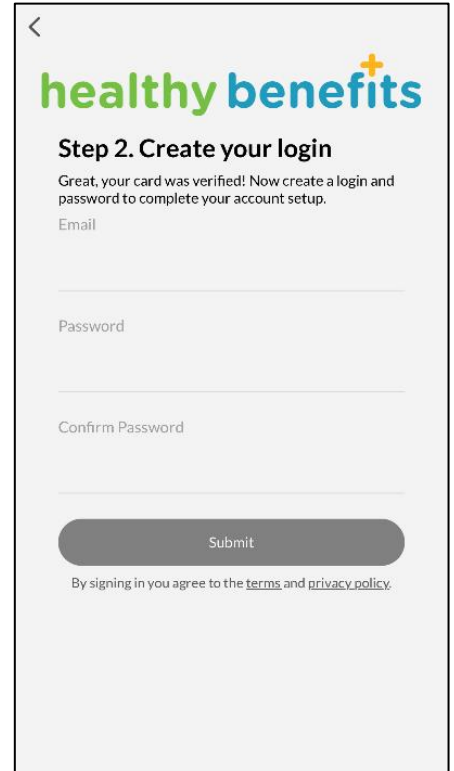 healthy benefits
Step 2. Create your login
Great, your card was verified! Now create a login and
password to complete your account setup.
Email
Password
Confirm Password
Submit
By signing in you agree to the terms and privacy policy.